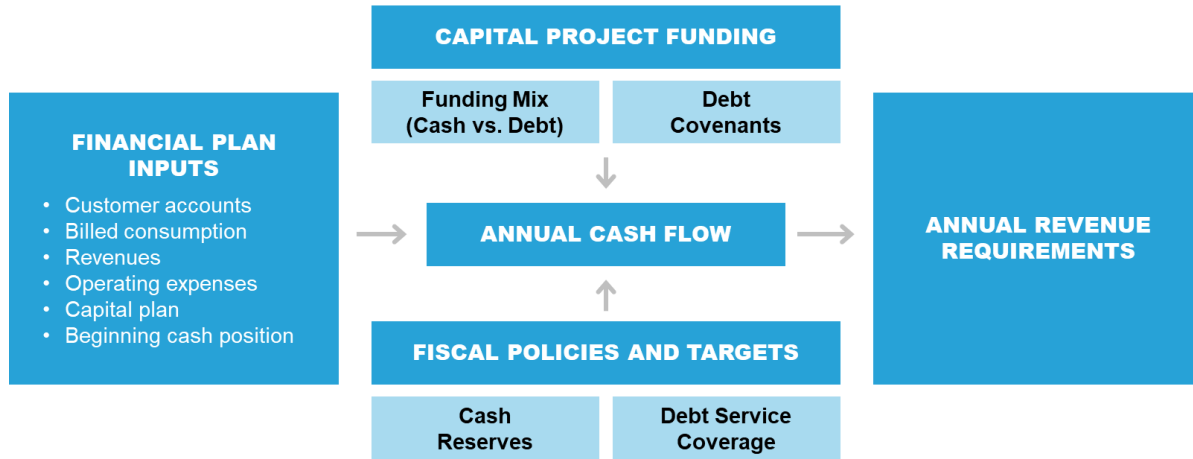 CAPITAL PROJECT FUNDING
Funding Mix
(Cash vs. Debt)
Debt
Covenants
FINANCIAL PLAN
INPUTS
• Customer accounts
• Billed consumption
• Revenues
• Operating expenses
• Capital plan
• Beginning cash position
ANNUAL CASH FLOW
ANNUAL REVENUE
REQUIREMENTS
FISCAL POLICIES AND TARGETS
Cash
Reserves
Debt Service
Coverage